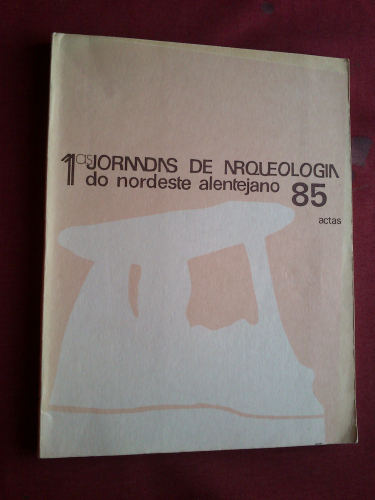 1as JORNADAS DE ARQUEOLOGIA
do nordeste alentejano 85
actas